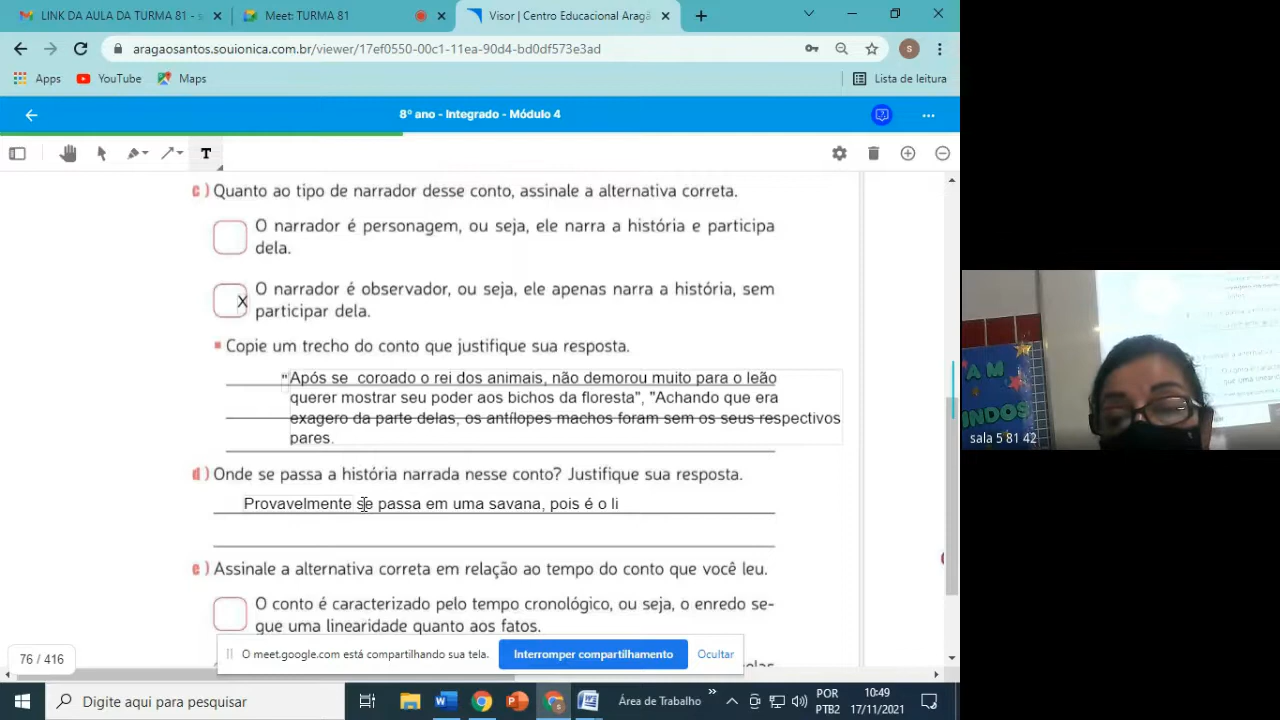 LINK DA AULA DA TURMA 81 - s
Meet: TURMA 81
Visor | Centro Educacional Aragã
aragaosantos.souionica.com.br/viewer/17ef0550-00c1-11ea-90d4-bd0df573e3ad
s
Apps
YouTube
Maps
Lista de leitura
8º ano - Integrado - Módulo 4
T
c) Quanto ao tipo de narrador desse conto, assinale a alternativa correta.
O narrador é personagem, ou seja, ele narra a história e participa
dela.
O narrador é observador, ou seja, ele apenas narra a história, sem
X
participar dela.
Copie um trecho do conto que justifique sua resposta.
"Após se  coroado o rei dos animais, não demorou muito para o leão
querer mostrar seu poder aos bichos da floresta", "Achando que era
exagero da parte delas, os antílopes machos foram sem os seus respectivos
pares.
d) Onde se passa a história narrada nesse conto? Justifique sua resposta.
Provavelmente se passa em uma savana, pois é o li
e) Assinale a alternativa correta em relação ao tempo do conto que você leu.
O conto é caracterizado pelo tempo cronológico, ou seja, o enredo se-
gue uma linearidade quanto aos fatos.
76 / 416
O meet.google.com está compartilhando sua tela.
Interromper compartilhamento
Ocultar
Digite aqui para pesquisar
Área de Trabalho
POR
PTB2
10:49
17/11/2021
AM
INDOS
sala 5 81 42